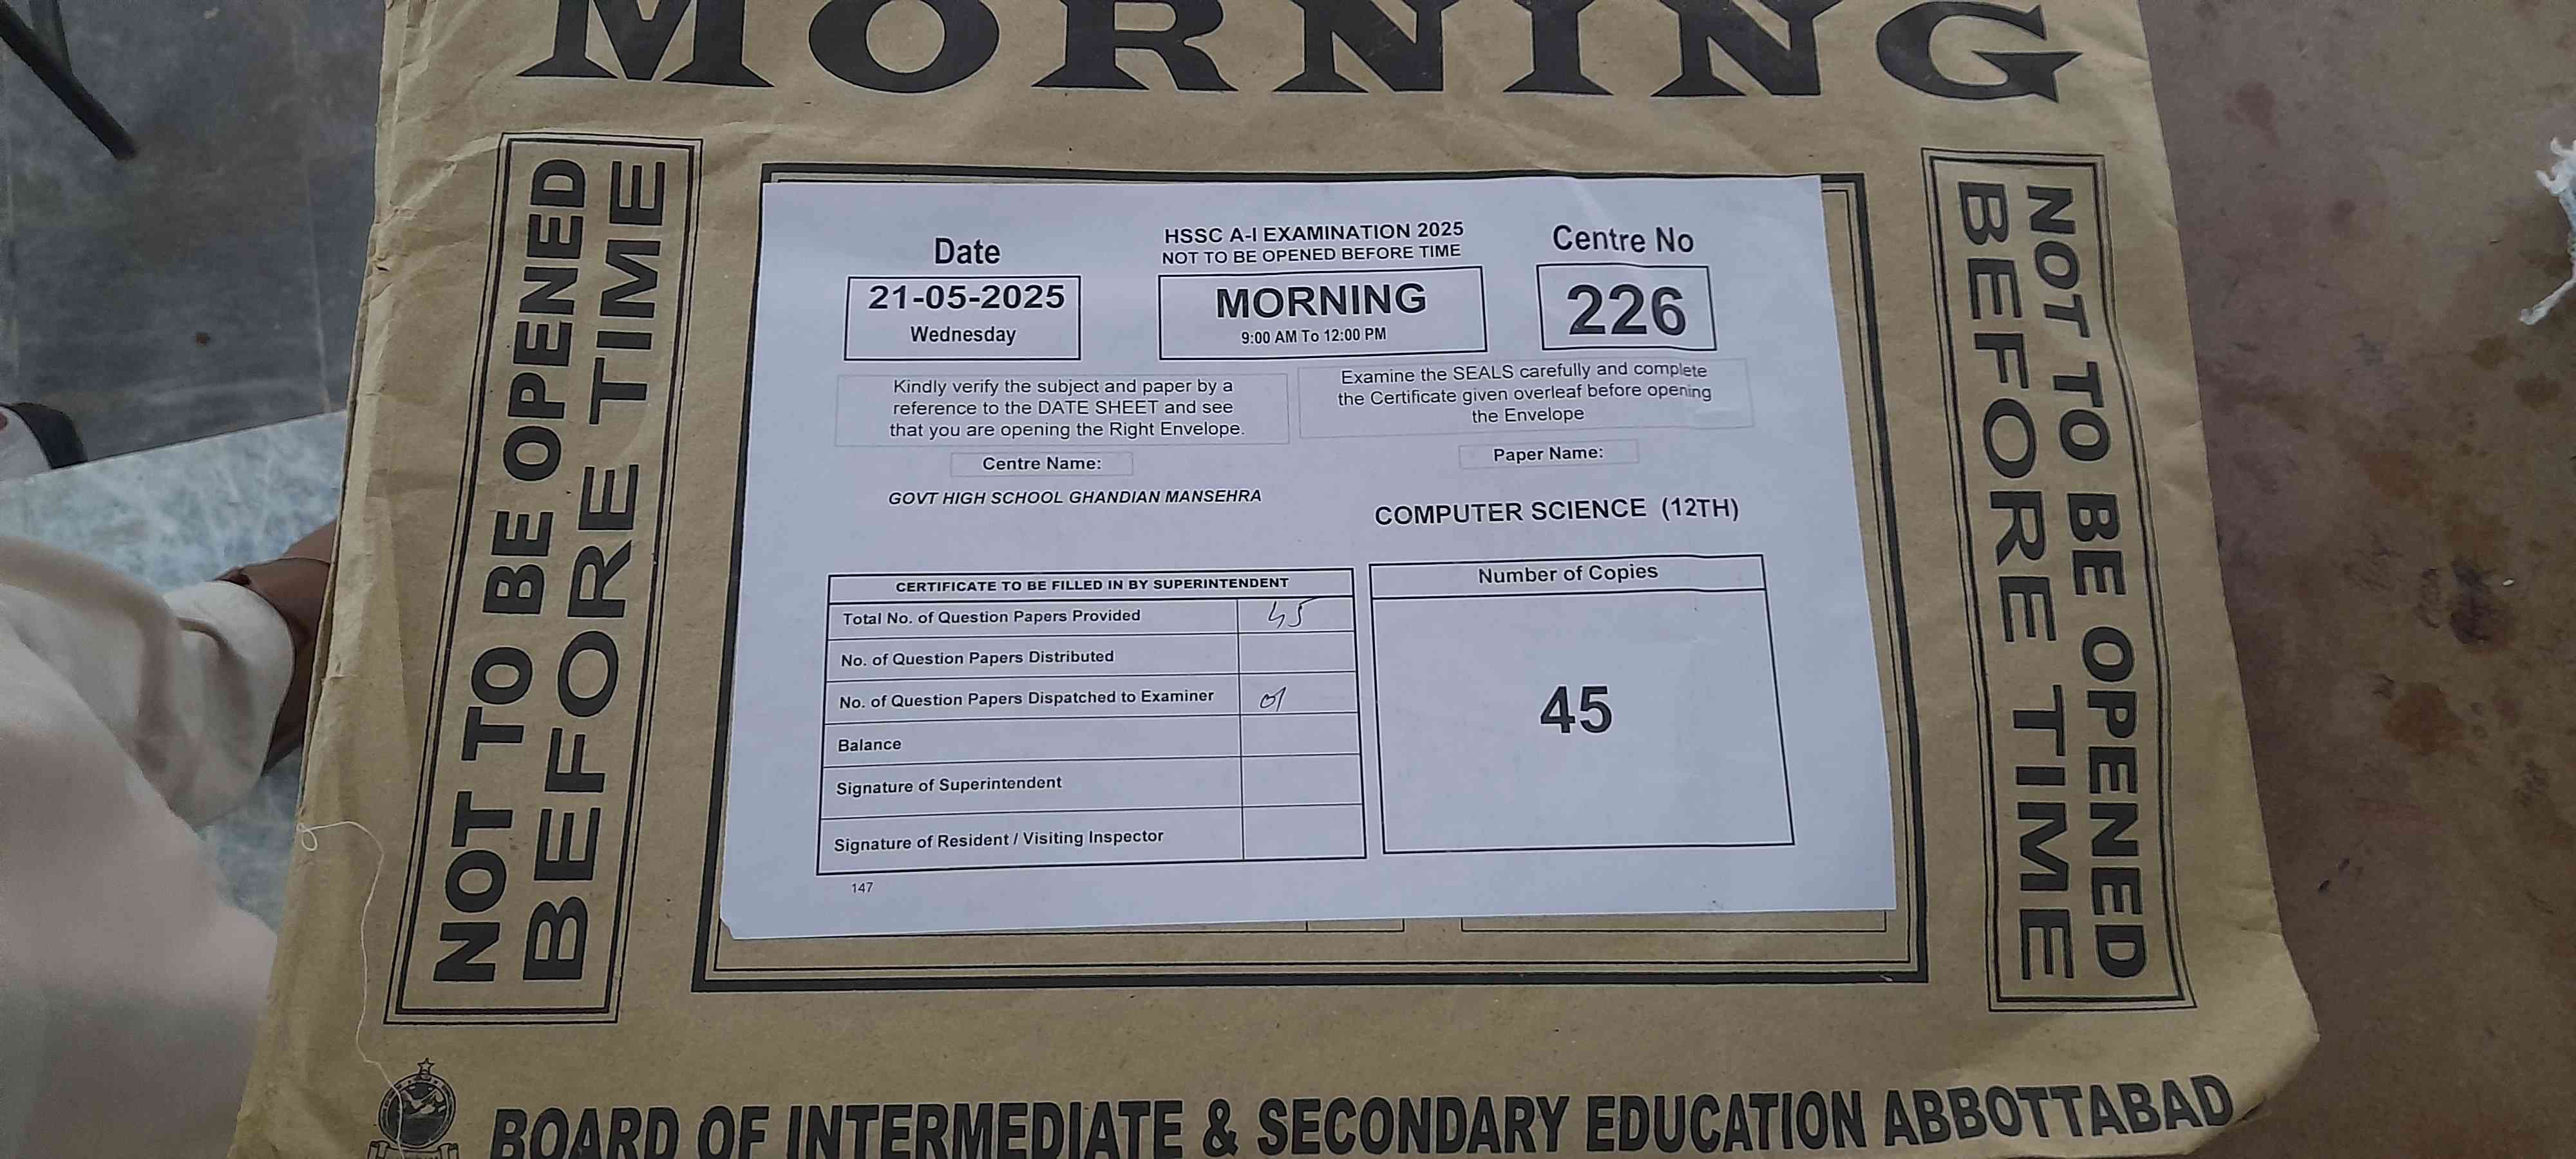 MORNING
NOT TO BE OPENED
BEFORE TIME
Date
21-05-2025
Wednesday
HSSC A-I EXAMINATION 2025
NOT TO BE OPENED BEFORE TIME
MORNING
9:00 AM To 12:00 PM
Centre No
226
Kindly verify the subject and paper by a
reference to the DATE SHEET and see
that you are opening the Right Envelope.
Examine the SEALS carefully and complete
the Certificate given overleaf before opening
the Envelope
Centre Name:
GOVT HIGH SCHOOL GHANDIAN MANSEHRA
Paper Name:
COMPUTER SCIENCE (12TH)
CERTIFICATE TO BE FILLED IN BY SUPERINTENDENT
Total No. of Question Papers Provided 45
No. of Question Papers Distributed
No. of Question Papers Dispatched to Examiner 01
Balance
Signature of Superintendent
Signature of Resident / Visiting Inspector
Number of Copies
45
147
NOT TO BE OPENED
BEFORE TIME
BOARD OF INTERMEDIATE & SECONDARY EDUCATION ABBOTTABAD